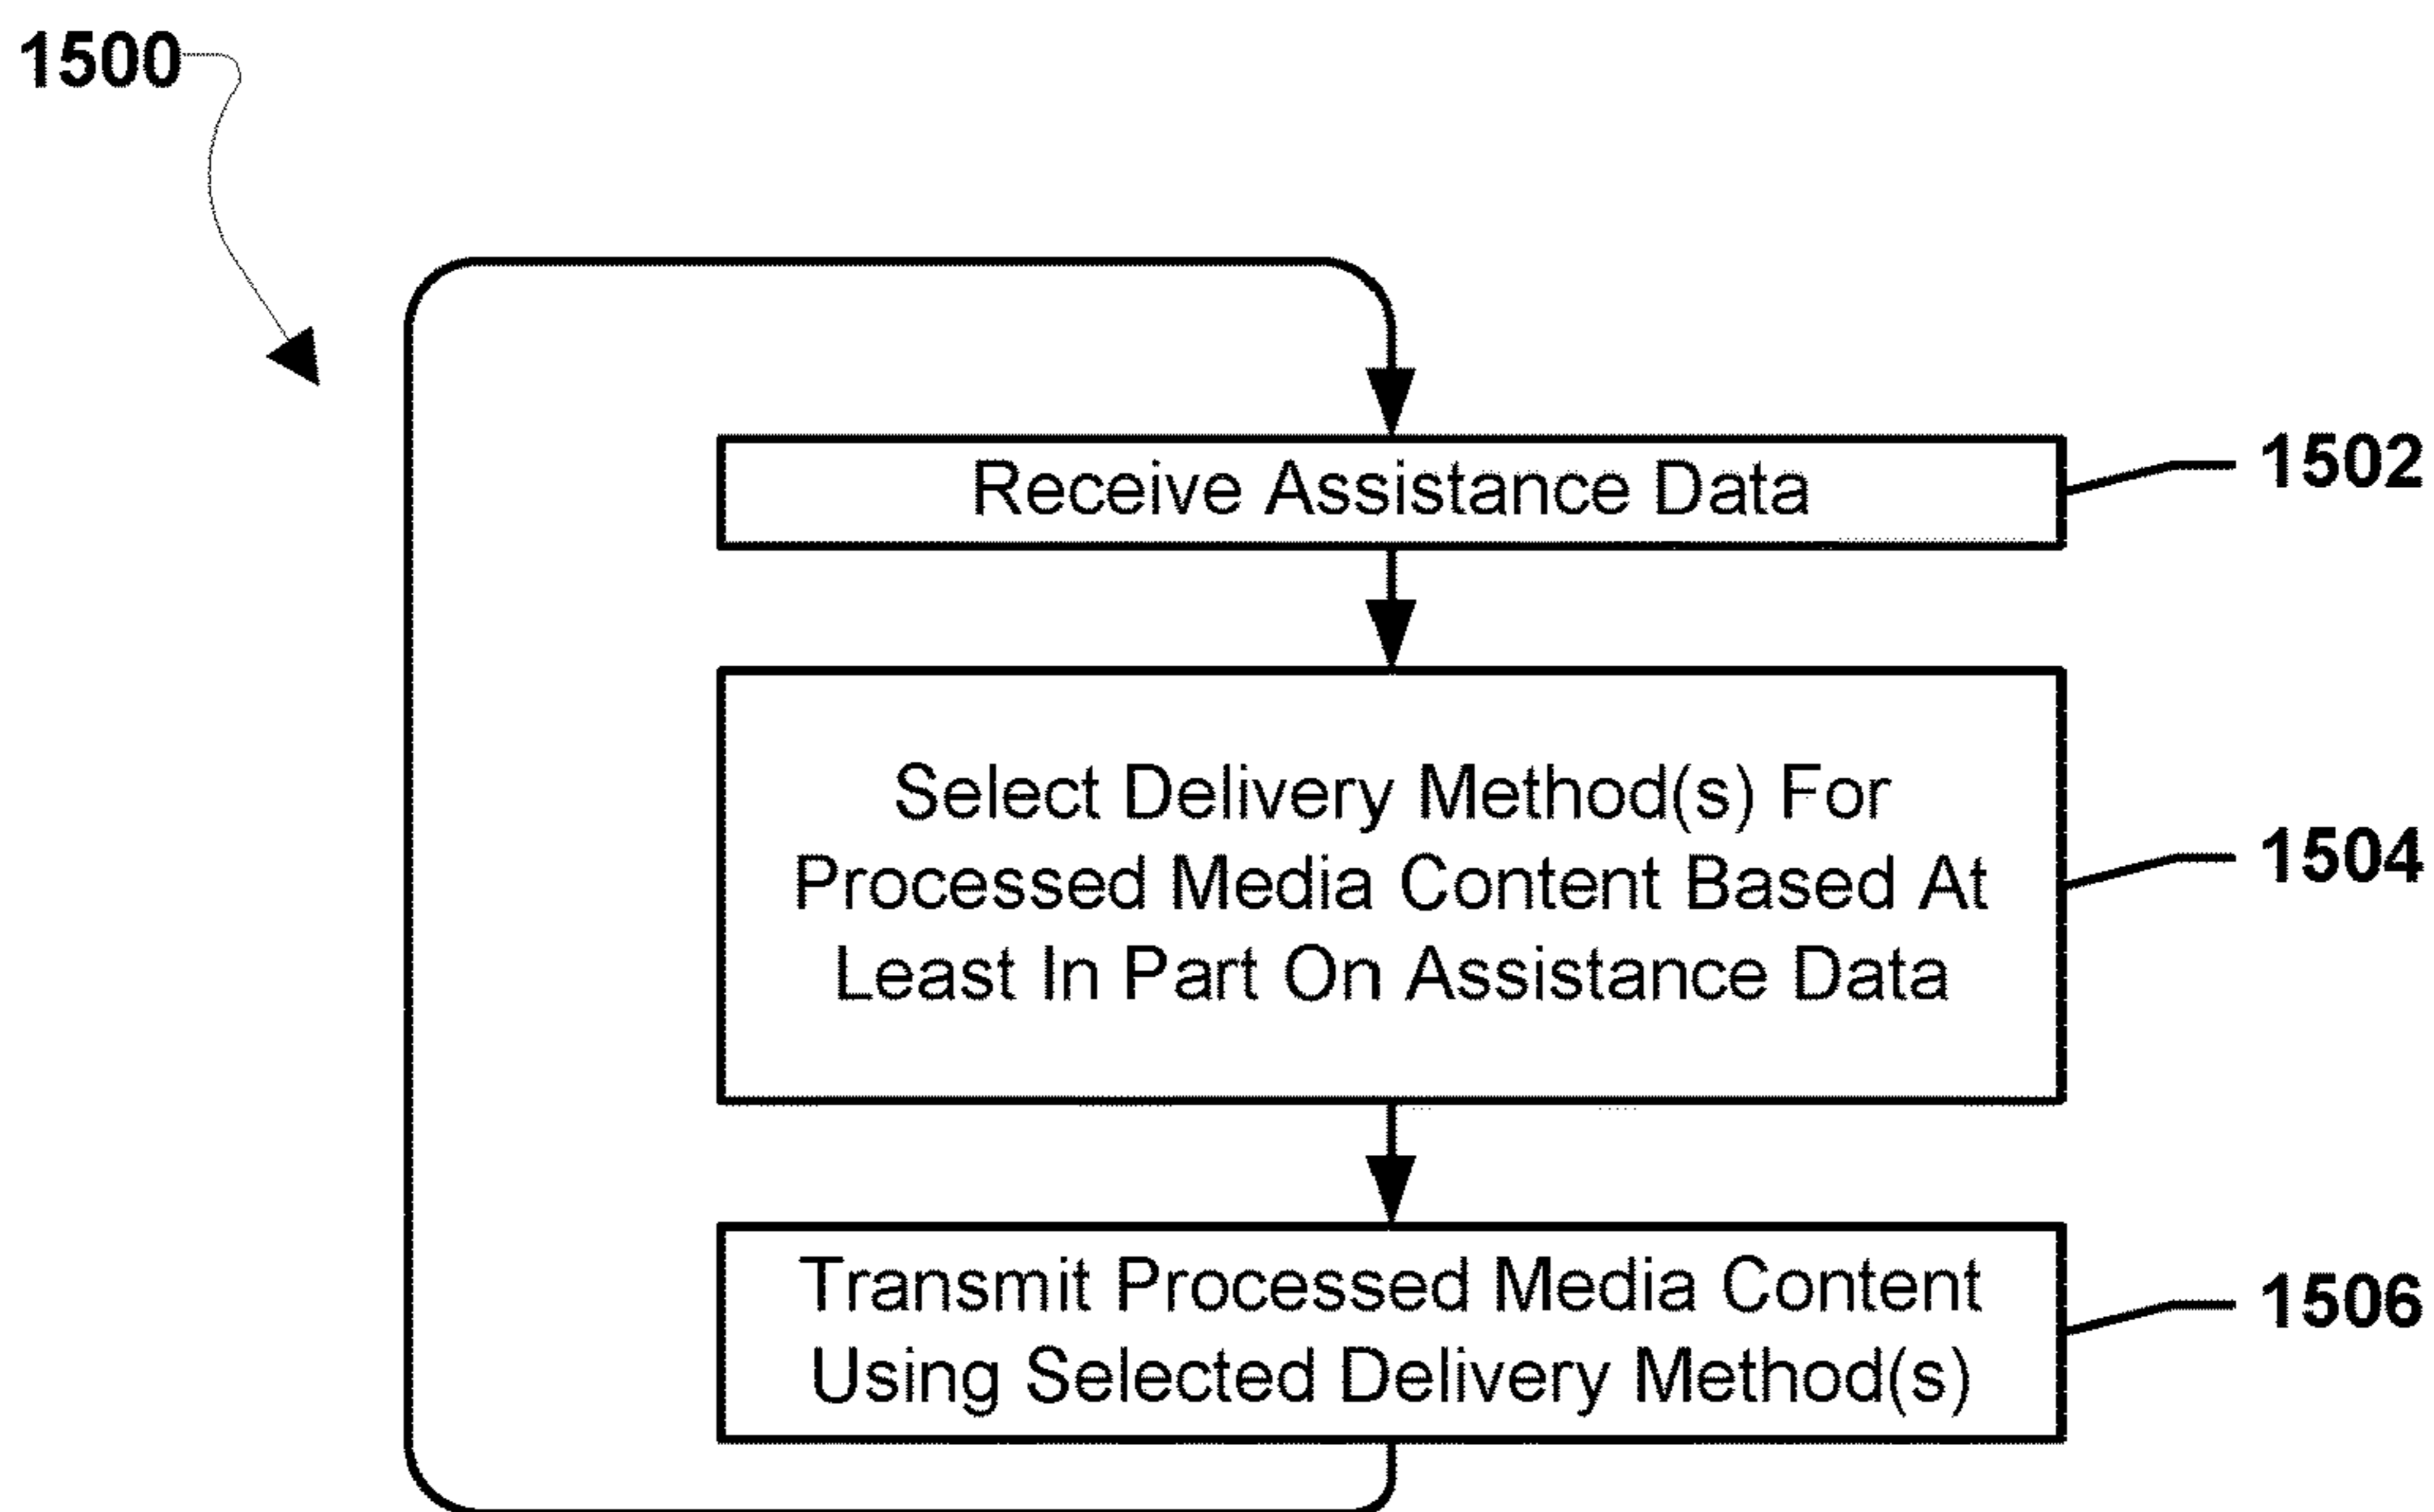 1500
Receive Assistance Data
1502
Select Delivery Method(s) For
Processed Media Content Based At
Least In Part On Assistance Data
1504
Transmit Processed Media Content
Using Selected Delivery Method(s)
1506